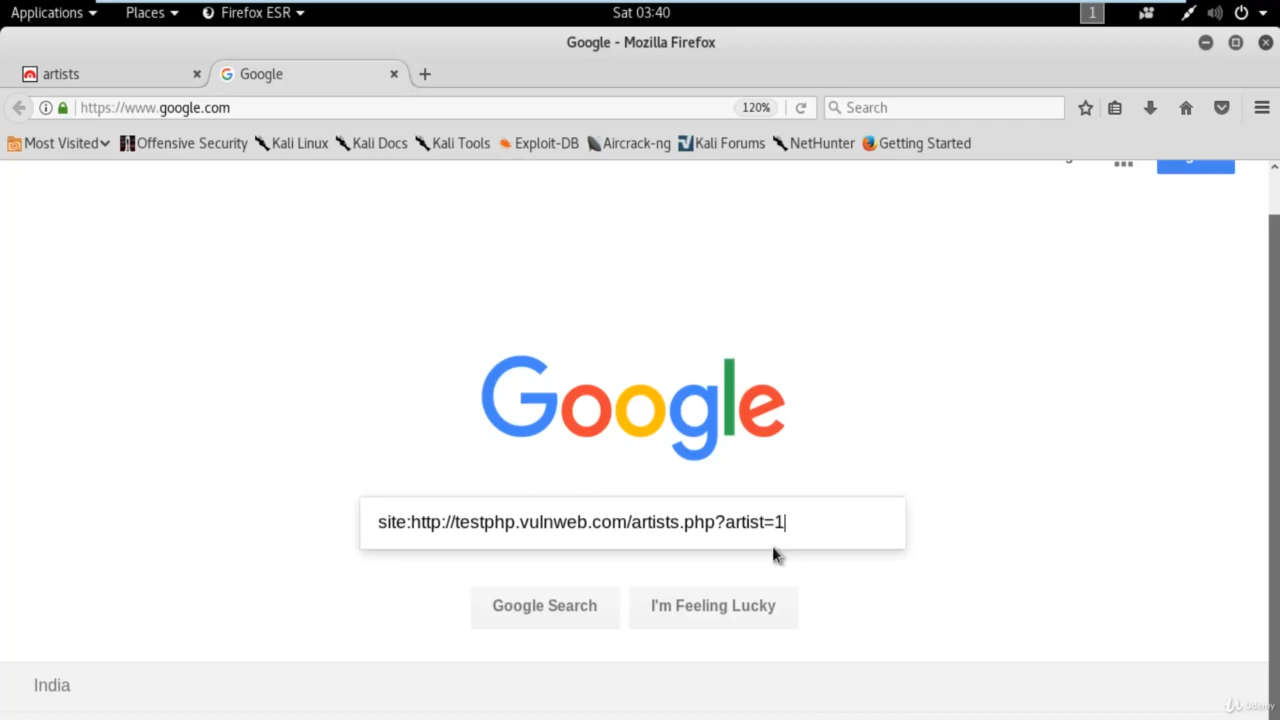 Applications Places Firefox ESR Sat 03:40 1
Google - Mozilla Firefox
artists Google
https://www.google.com 120% Search
Most Visited Offensive Security Kali Linux Kali Docs Kali Tools Exploit-DB Aircrack-ng Kali Forums NetHunter Getting Started
Google
site:http://testphp.vulnweb.com/artists.php?artist=1
Google Search I'm Feeling Lucky
India
Udemy